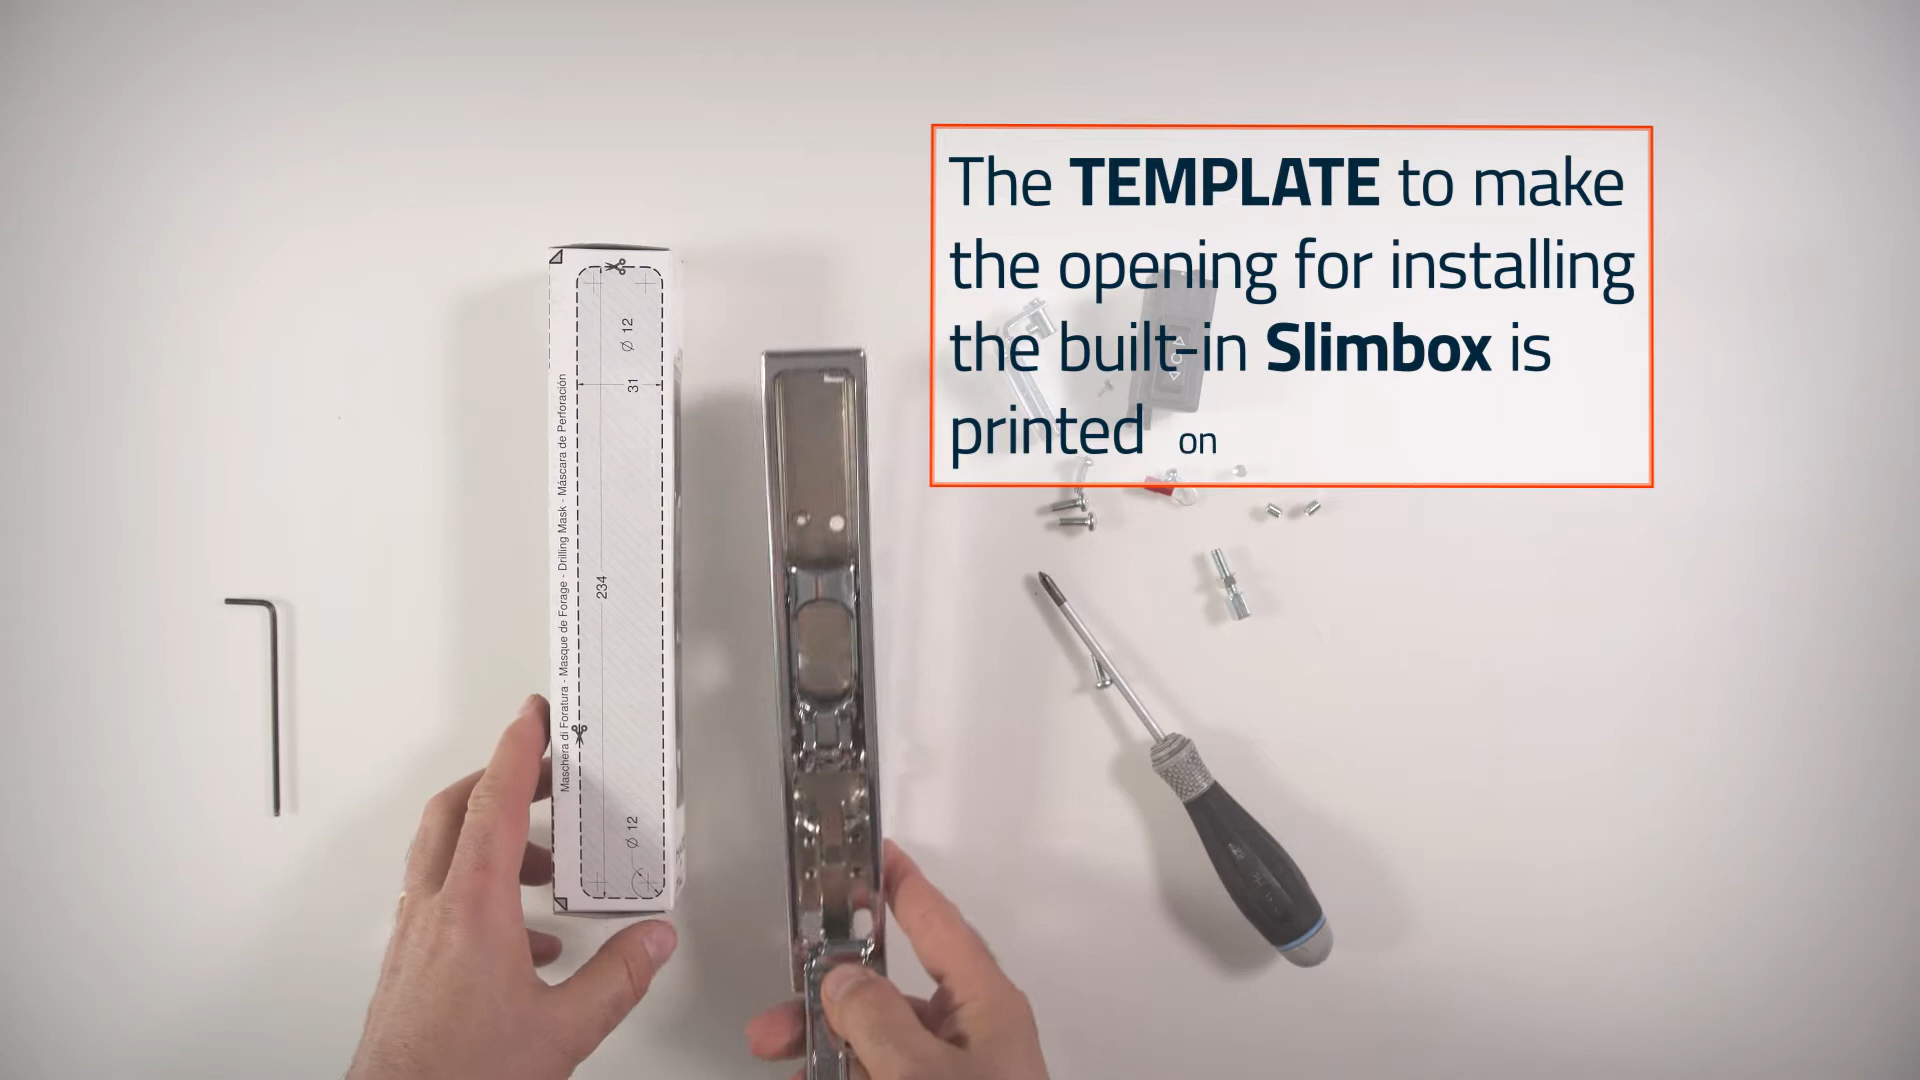 The TEMPLATE to make
the opening for installing
the built-in Slimbox is
printed on
Maschera di Foratura - Masque de Forage - Drilling Mask - Máscara de Perforación
Ø 12
31
234
Ø 12